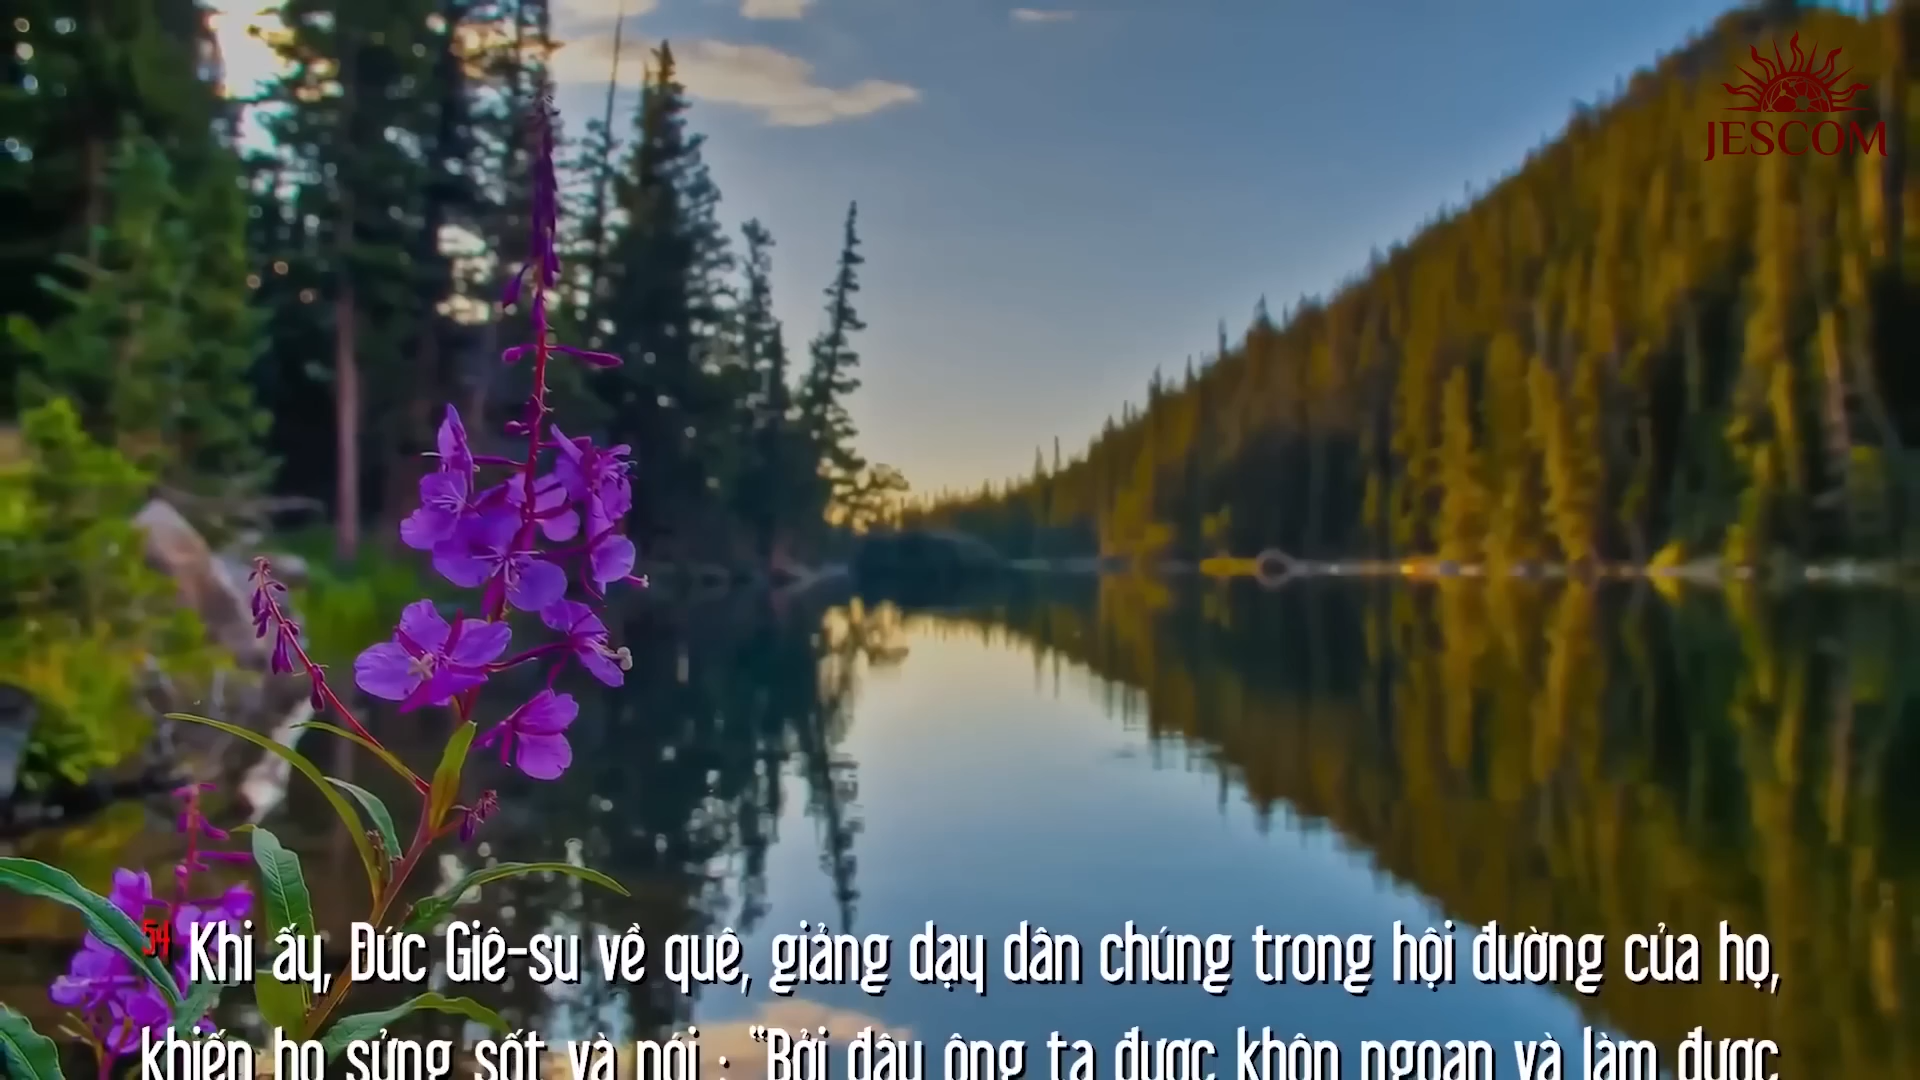 JESCOM
54 Khi ấy, Đức Giê-su về quê, giảng dạy dân chúng trong hội đường của họ,
khiến họ sửng sốt và nói : “Bởi đâu ông ta được khôn ngoan và làm được